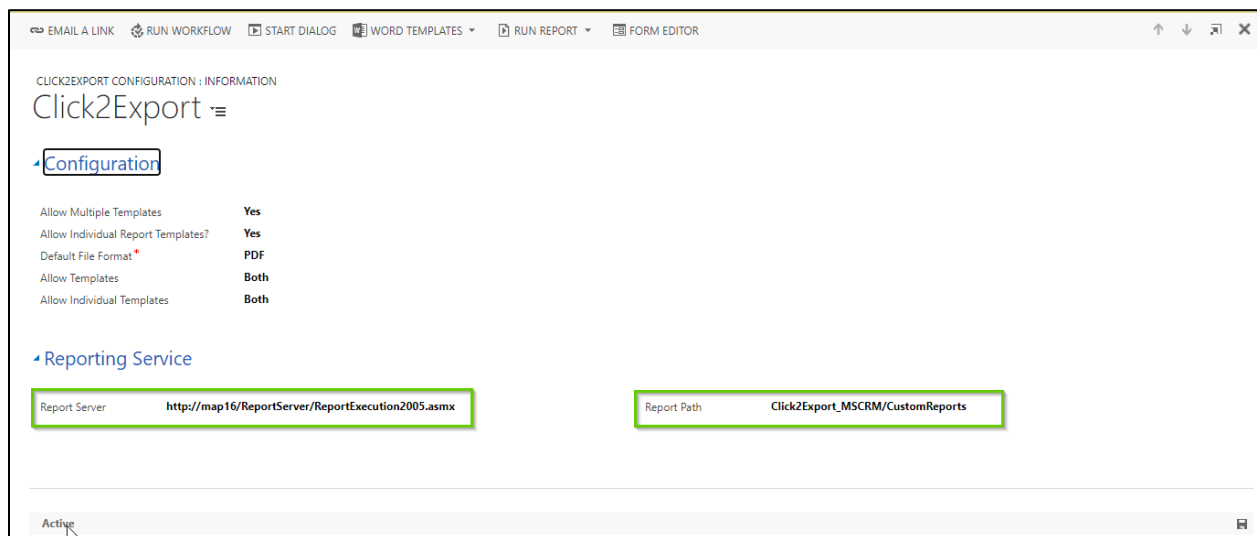 EMAIL A LINK RUN WORKFLOW START DIALOG WORD TEMPLATES RUN REPORT FORM EDITOR
CLICK2EXPORT CONFIGURATION : INFORMATION
Click2Export
Configuration
Allow Multiple Templates Yes
Allow Individual Report Templates? Yes
Default File Format* PDF
Allow Templates Both
Allow Individual Templates Both
Reporting Service
Report Server http://map16/ReportServer/ReportExecution2005.asmx Report Path Click2Export_MSCRM/CustomReports
Active